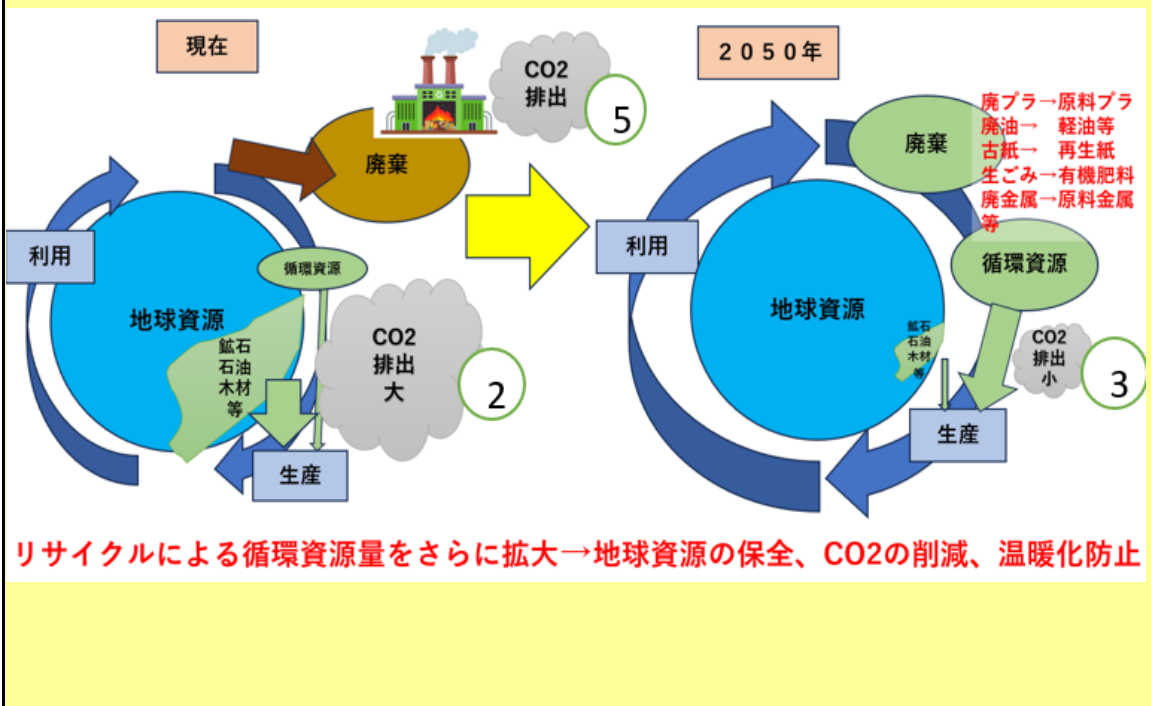 現在
CO2
排出
5
廃棄
利用
循環資源
地球資源
鉱石
石油
木材
等
CO2
排出
大
2
生産
２０５０年
廃棄
廃プラ→原料プラ
廃油→　軽油等
古紙→　再生紙
生ごみ→有機肥料
廃金属→原料金属
等
利用
循環資源
地球資源
鉱石
石油
木材
等
CO2
排出
小
3
生産
リサイクルによる循環資源量をさらに拡大→地球資源の保全、CO2の削減、温暖化防止